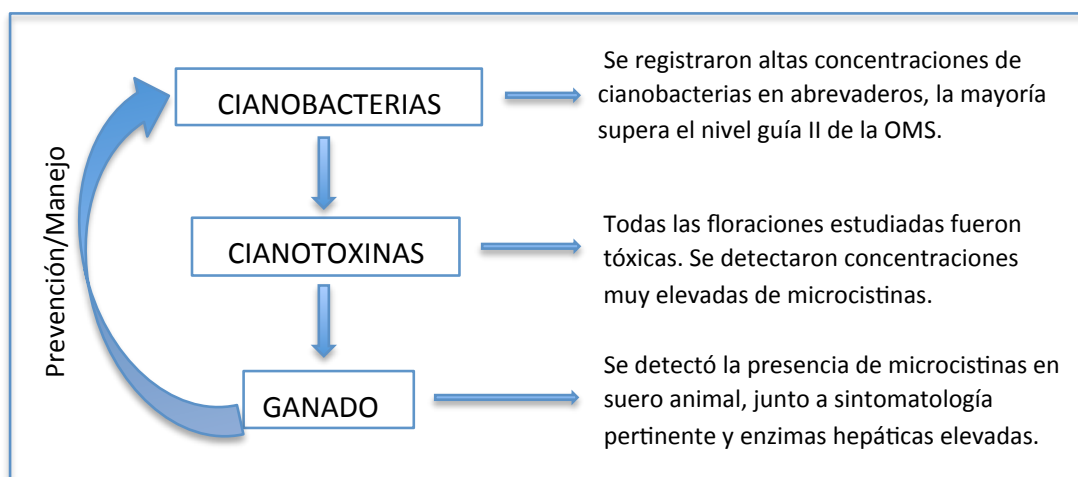 Prevención/Manejo
CIANOBACTERIAS
Se registraron altas concentraciones de
cianobacterias en abrevaderos, la mayoría
supera el nivel guía II de la OMS.
CIANOTOXINAS
Todas las floraciones estudiadas fueron
tóxicas. Se detectaron concentraciones
muy elevadas de microcistinas.
GANADO
Se detectó la presencia de microcistinas en
suero animal, junto a sintomatología
pertinente y enzimas hepáticas elevadas.